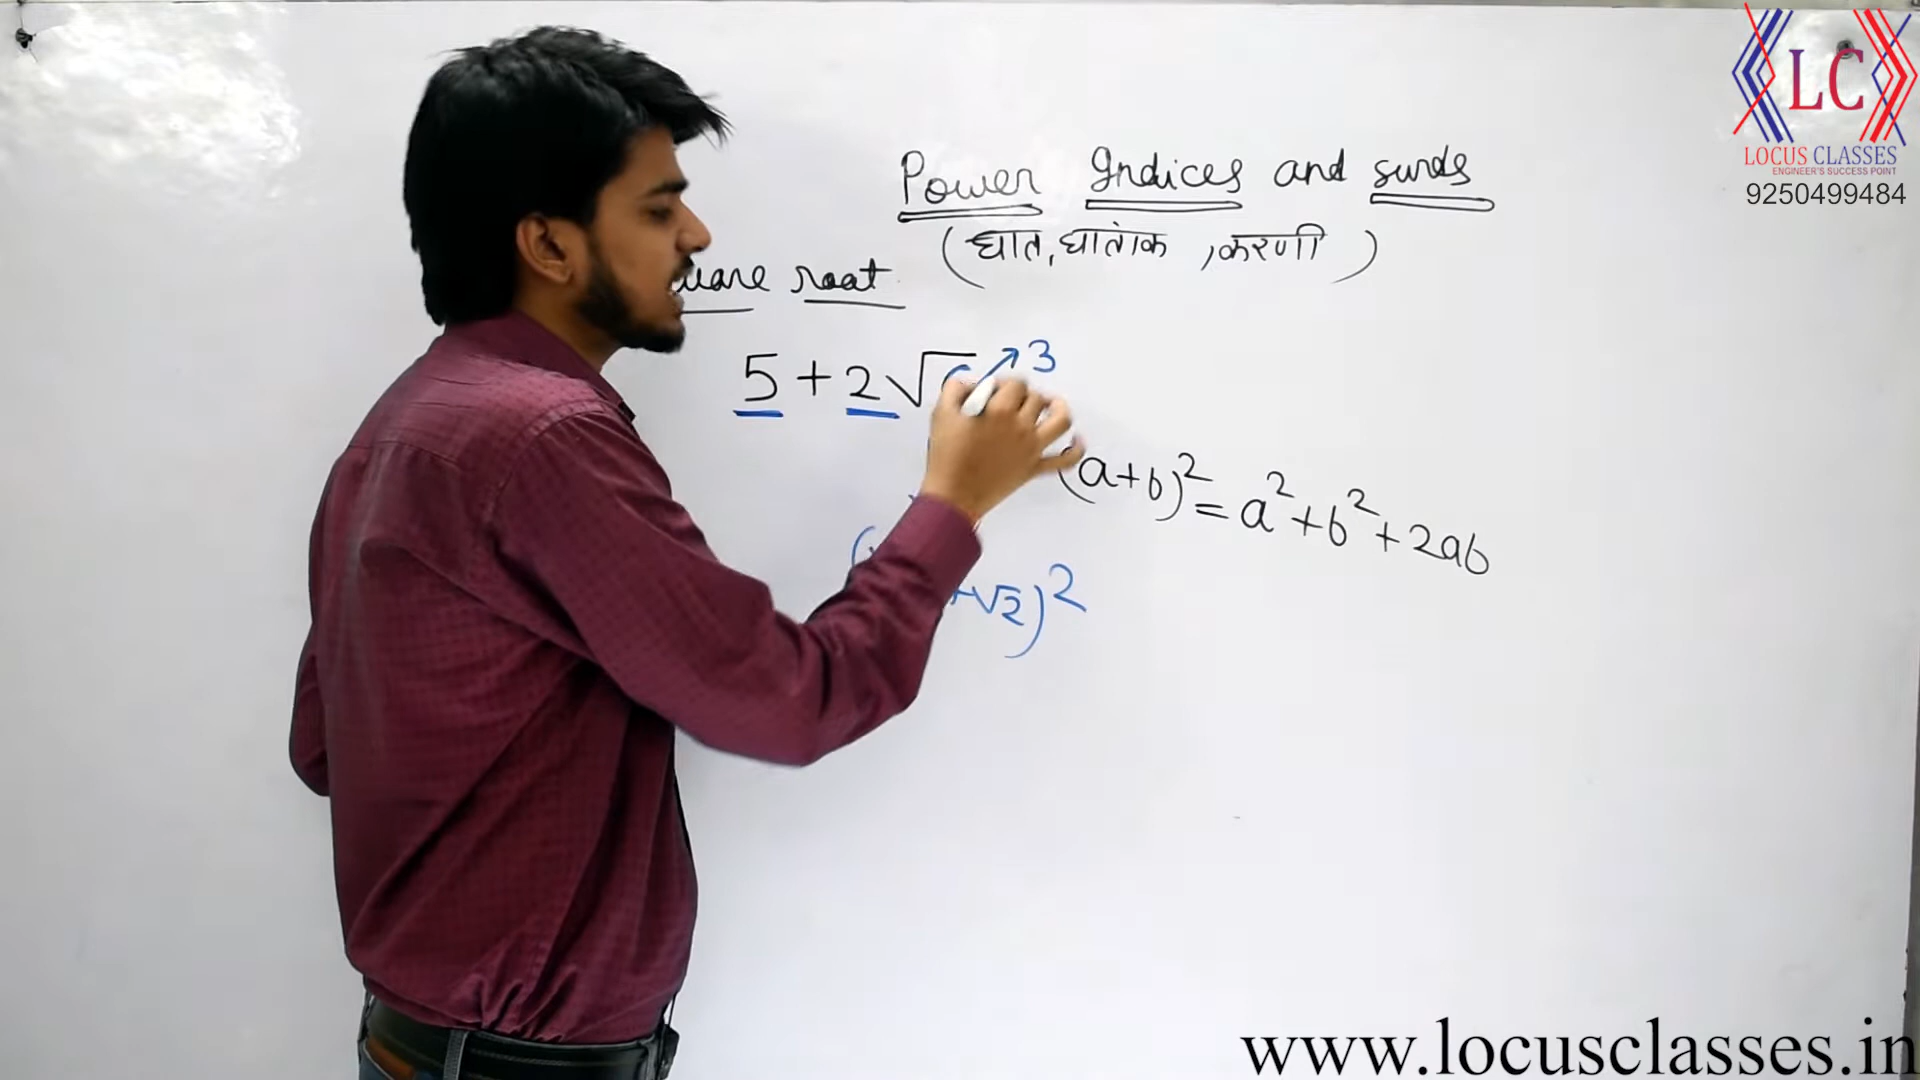 LC
LOCUS CLASSES
ENGINEER'S SUCCESS POINT
9250499484
Power Indices and surds
(घात, घातांक , करणी )
root
5 + 2√
3
(a+b)² = a² + b² + 2ab
+√2)²
www.locusclasses.in